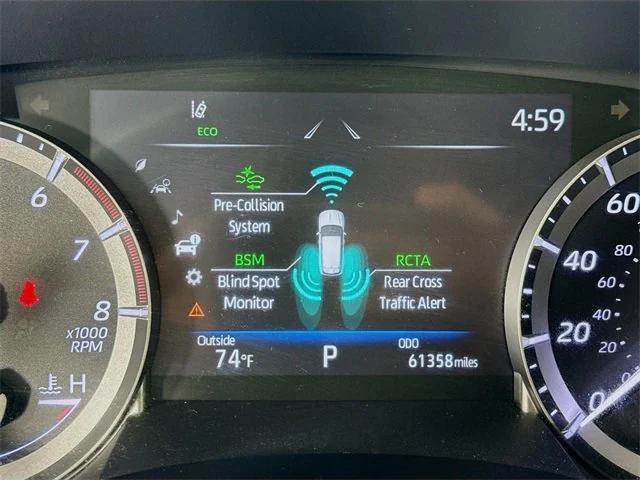 4:59
ECO
Pre-Collision
System
BSM
Blind Spot
Monitor
RCTA
Rear Cross
Traffic Alert
Outside
74°F
P
ODO
61358 miles
6
7
8
x1000
RPM
H
60
40
20
0
80
60
40
20
0